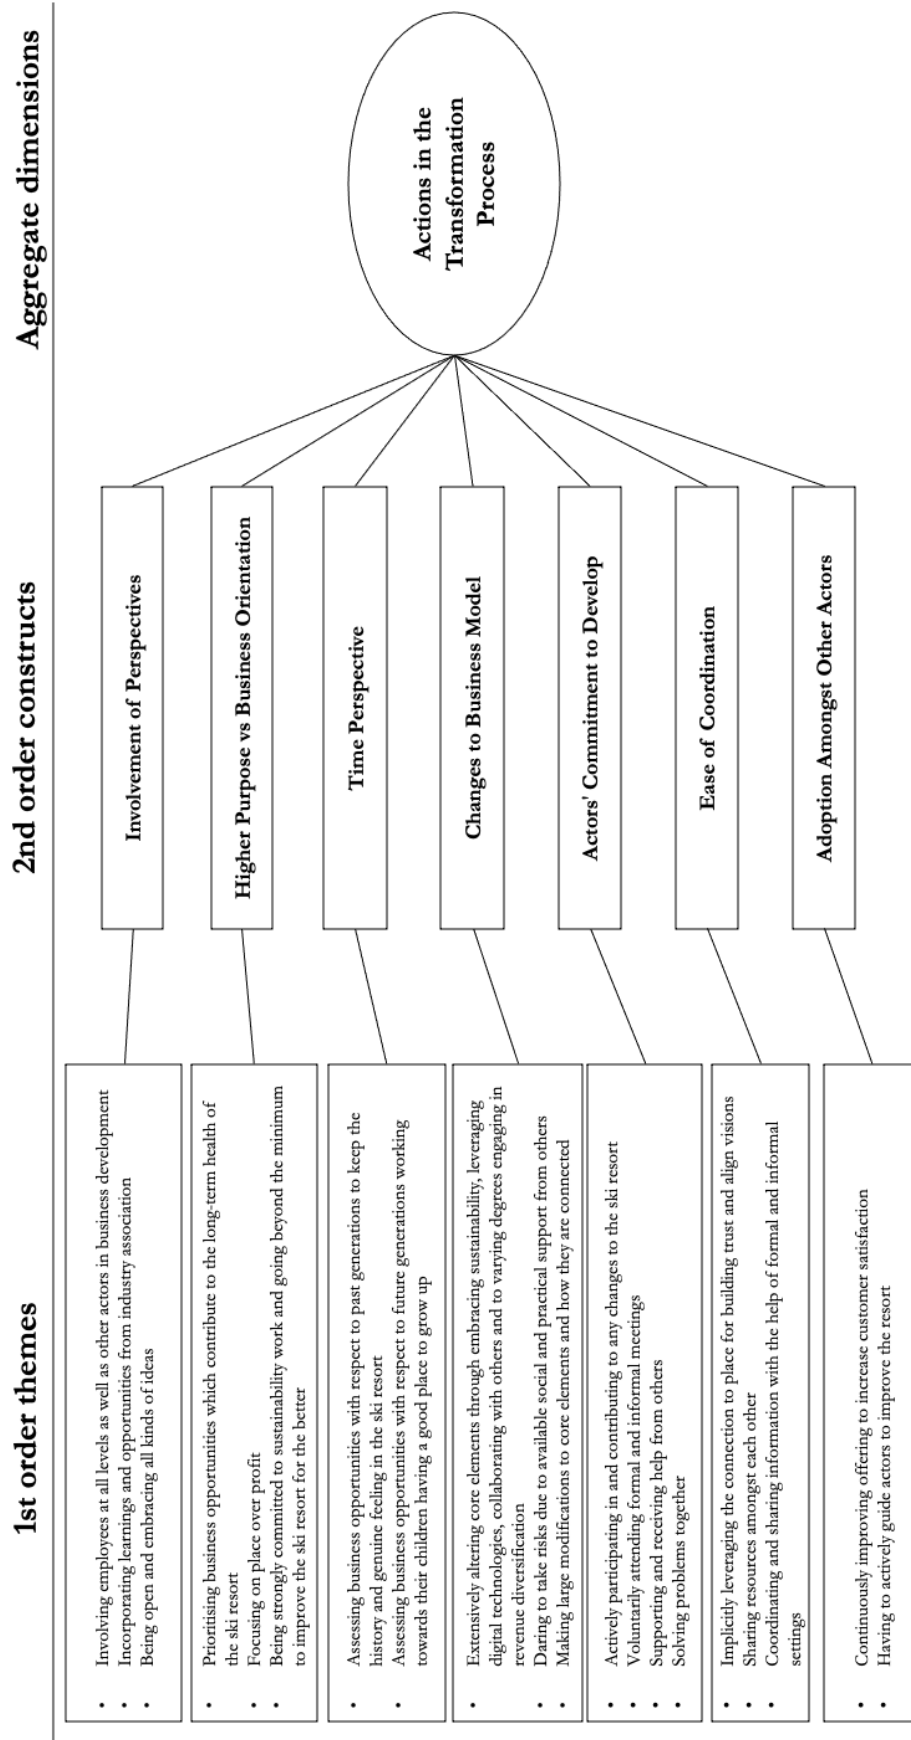 1st order themes
2nd order constructs
Aggregate dimensions
• Involving employees at all levels as well as other actors in business development
• Incorporating learnings and opportunities from industry association
• Being open and embracing all kinds of ideas
Involvement of Perspectives
• Prioritising business opportunities which contribute to the long-term health of
the ski resort
• Focusing on place over profit
• Being strongly committed to sustainability work and going beyond the minimum
to improve the ski resort for the better
Higher Purpose vs Business Orientation
• Assessing business opportunities with respect to past generations to keep the
history and genuine feeling in the ski resort
• Assessing business opportunities with respect to future generations working
towards their children having a good place to grow up
Time Perspective
• Extensively altering core elements through embracing sustainability, leveraging
digital technologies, collaborating with others and to varying degrees engaging in
revenue diversification
• Daring to take risks due to available social and practical support from others
• Making large modifications to core elements and how they are connected
Changes to Business Model
• Actively participating in and contributing to any changes to the ski resort
• Voluntarily attending formal and informal meetings
• Supporting and receiving help from others
• Solving problems together
Actors' Commitment to Develop
• Implicitly leveraging the connection to place for building trust and align visions
• Sharing resources amongst each other
• Coordinating and sharing information with the help of formal and informal
settings
Ease of Coordination
• Continuously improving offering to increase customer satisfaction
• Having to actively guide actors to improve the resort
Adoption Amongst Other Actors
Actions in the
Transformation
Process